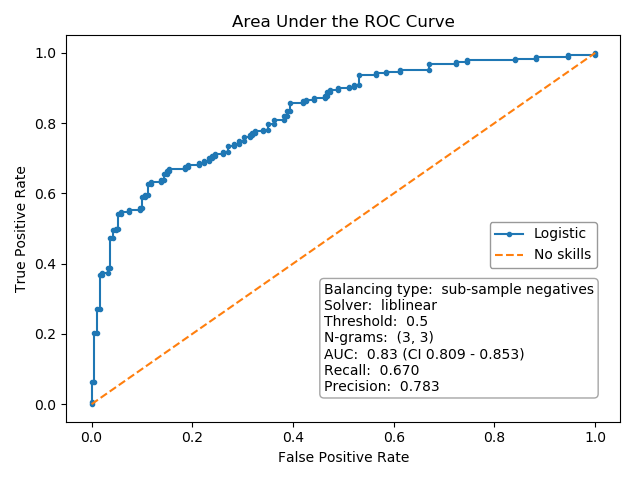 Area Under the ROC Curve
True Positive Rate
1.0
0.8
0.6
0.4
0.2
0.0
Logistic
No skills
Balancing type:  sub-sample negatives
Solver:  liblinear
Threshold:  0.5
N-grams:  (3, 3)
AUC:  0.83 (CI 0.809 - 0.853)
Recall:  0.670
Precision:  0.783
0.0 0.2 0.4 0.6 0.8 1.0
False Positive Rate